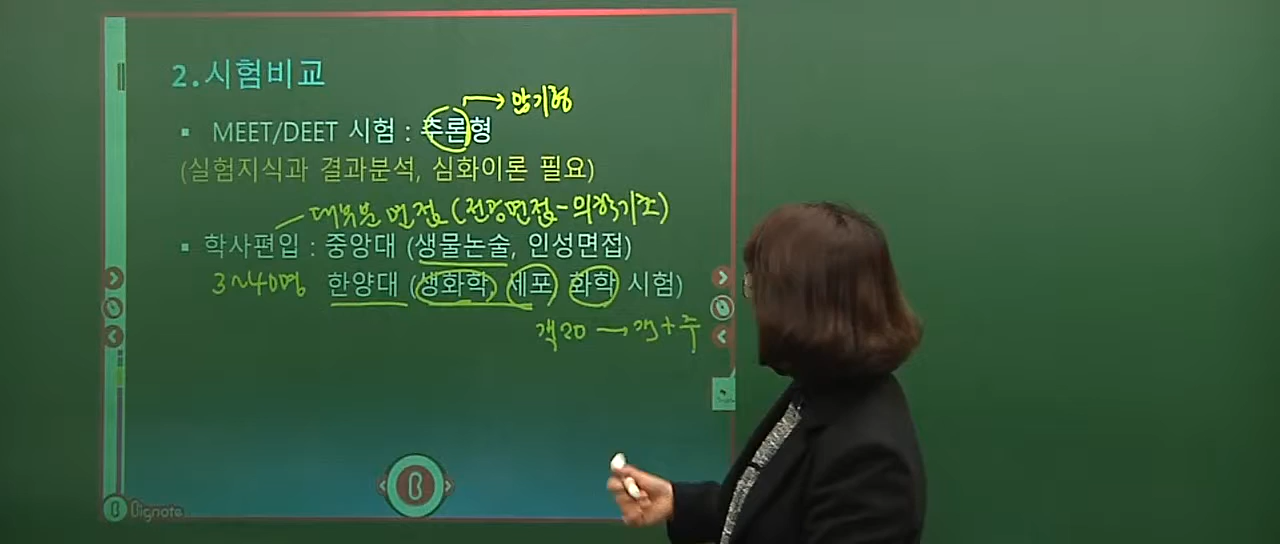 2.시험비교
→ 암기형
▪ MEET/DEET 시험 : 추론형
(실험지식과 결과분석, 심화이론 필요)
대부분 면접 (전공면접-의학기초)
▪ 학사편입 : 중앙대 (생물논술, 인성면접)
3~40명 한양대 (생화학, 세포, 화학 시험)
객20 → 객+주
B Bignote